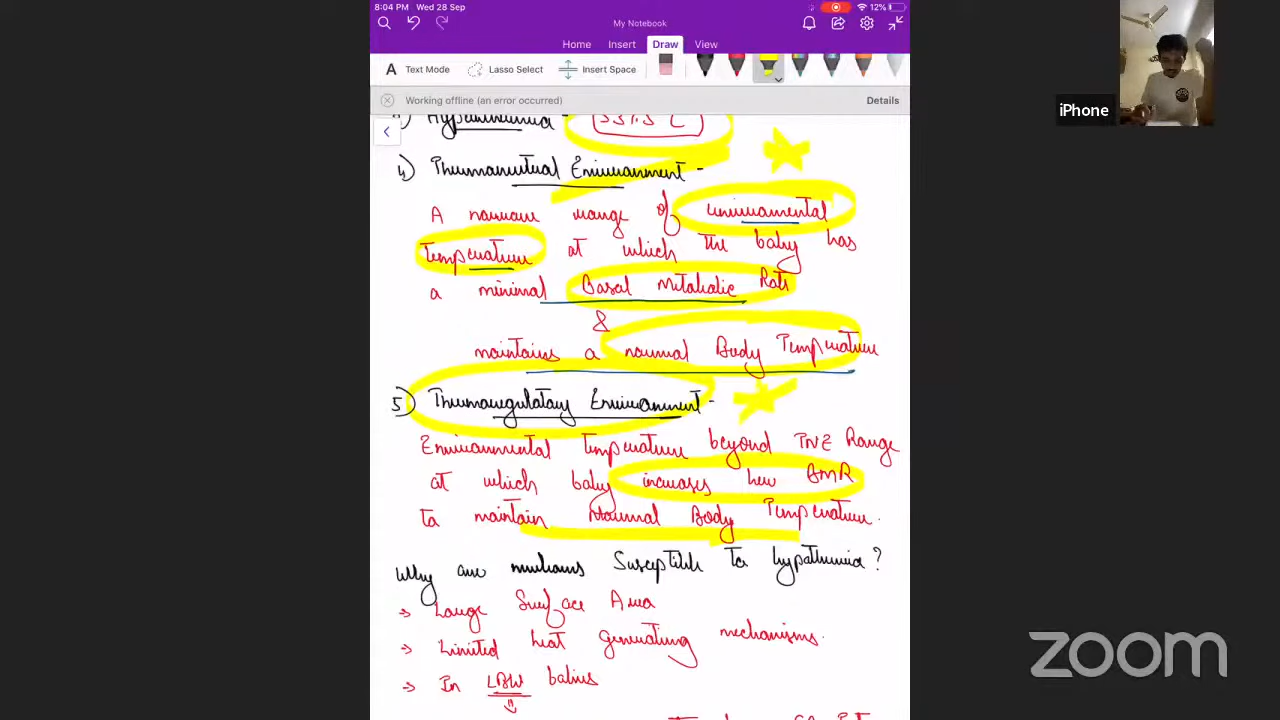 8:04 PM Wed 28 Sep
12%
My Notebook
Home Insert Draw View
A Text Mode Lasso Select Insert Space
Working offline (an error occurred) Details
iPhone
4) Thermoneutral Environment -
A narrow range of environmental
Temperature at which the baby has
a minimal Basal Metabolic Rate
&
maintains a normal Body Temperature
5) Thermoregulatory Environment -
Environmental Temperature beyond TNE Range
at which baby increases her BMR
to maintain Normal Body Temperature.
Why are Susceptible to hypothermia?
→ Large Surface Area
→ Limited heat generating mechanisms.
→ In LBW babies
zoom